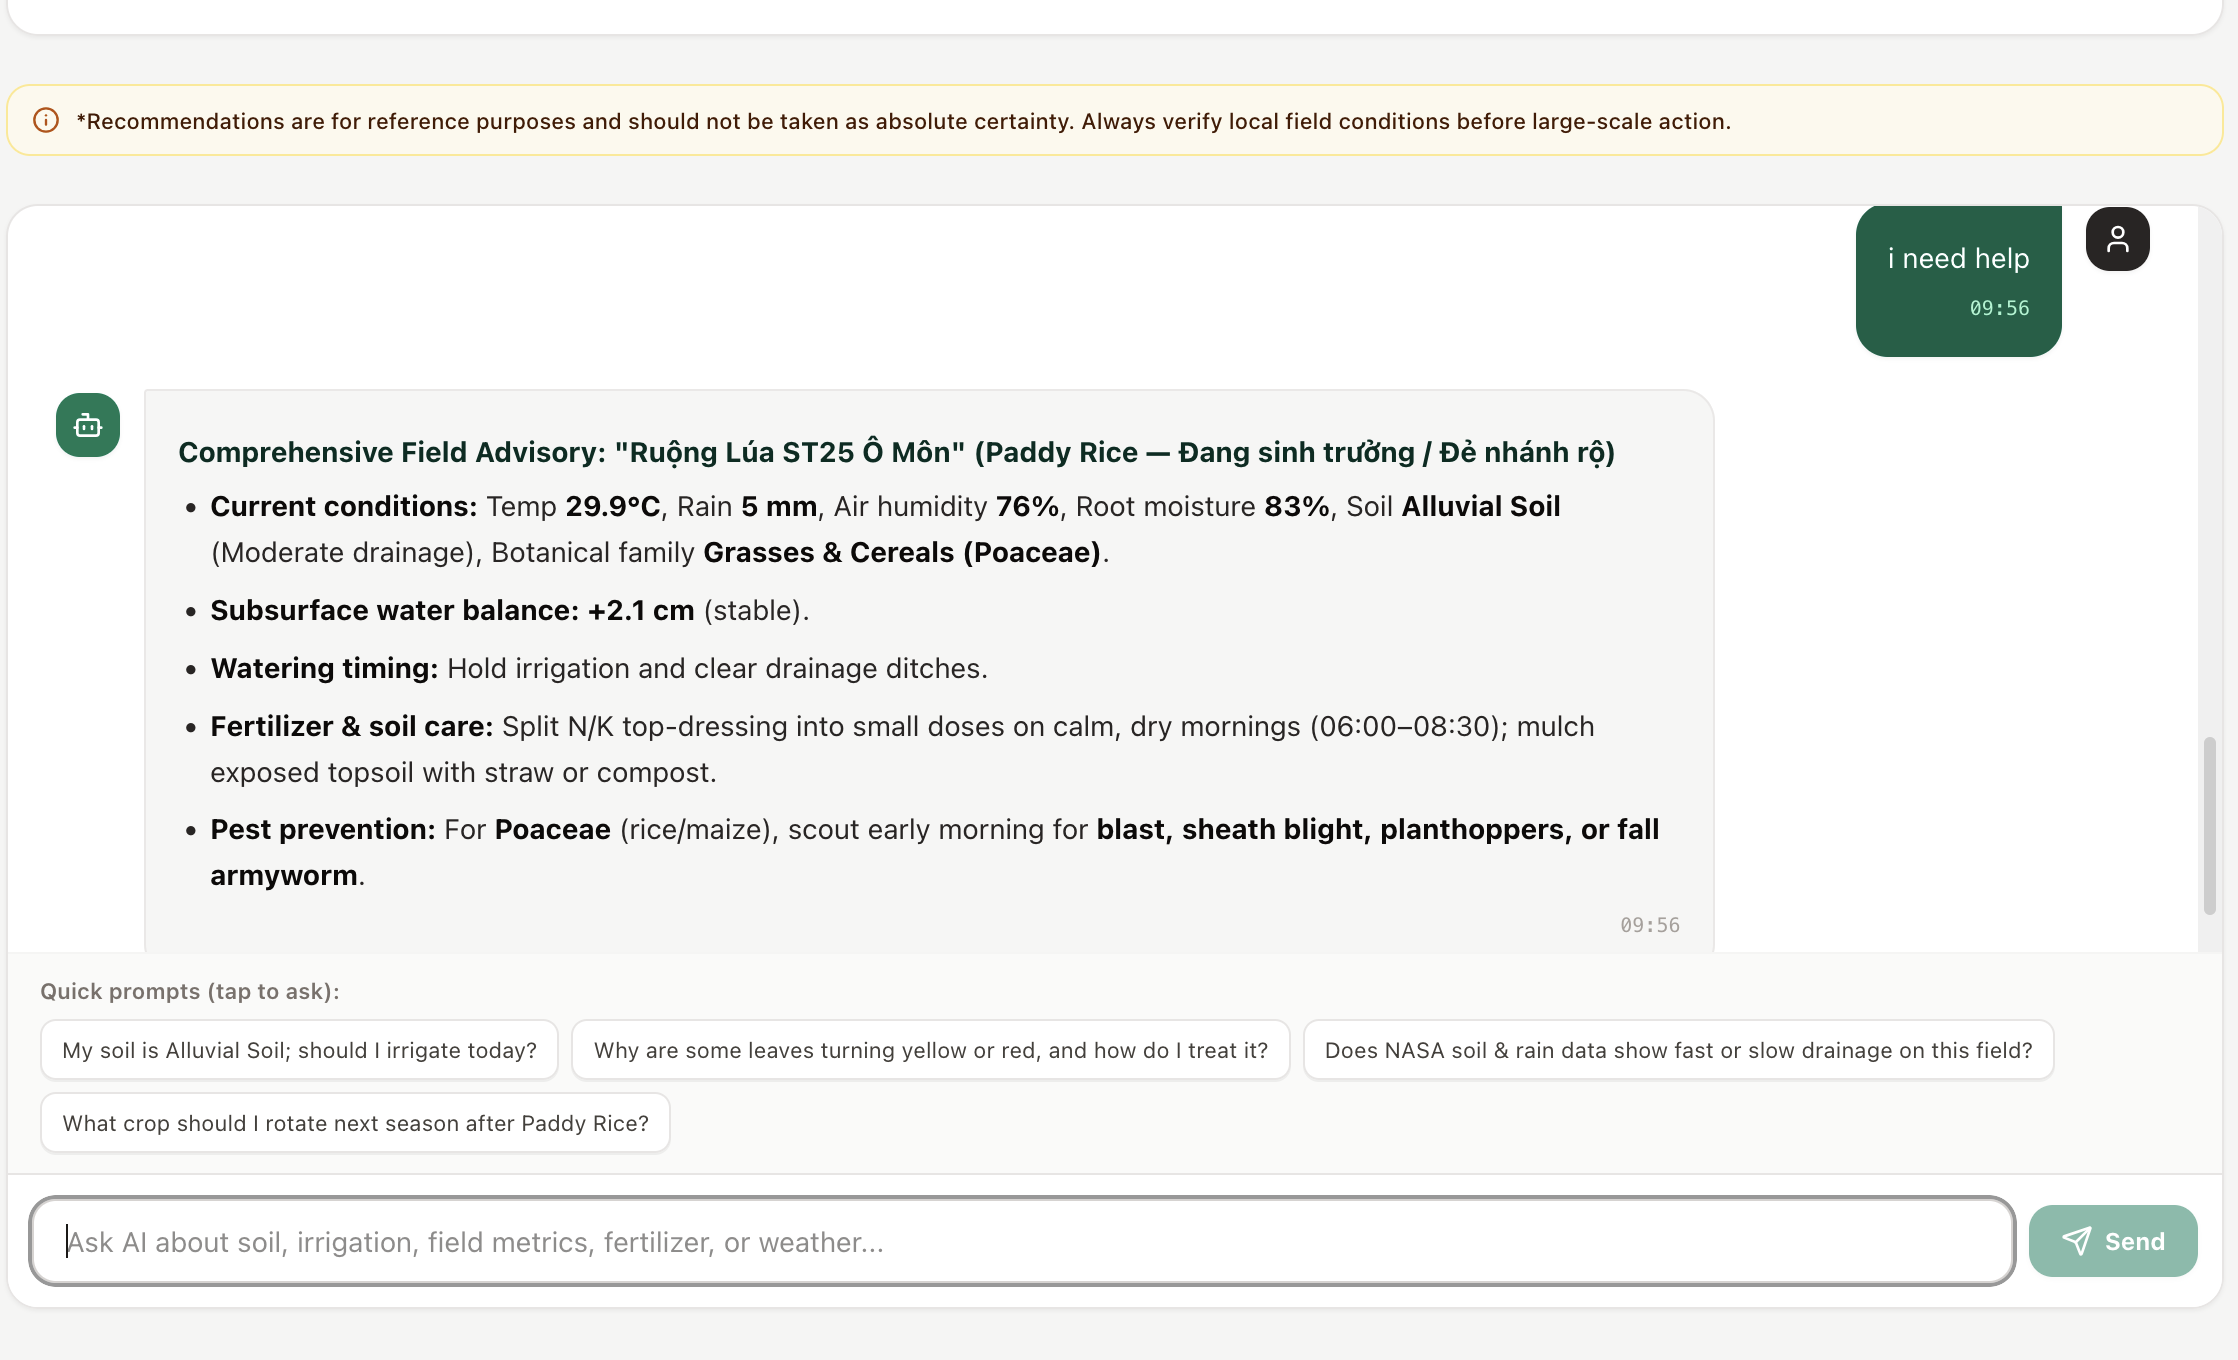 *Recommendations are for reference purposes and should not be taken as absolute certainty. Always verify local field conditions before large-scale action.
i need help
09:56
Comprehensive Field Advisory: "Ruộng Lúa ST25 Ô Môn" (Paddy Rice — Đang sinh trưởng / Đẻ nhánh rộ)
• Current conditions: Temp 29.9°C, Rain 5 mm, Air humidity 76%, Root moisture 83%, Soil Alluvial Soil
(Moderate drainage), Botanical family Grasses & Cereals (Poaceae).
• Subsurface water balance: +2.1 cm (stable).
• Watering timing: Hold irrigation and clear drainage ditches.
• Fertilizer & soil care: Split N/K top-dressing into small doses on calm, dry mornings (06:00–08:30); mulch
exposed topsoil with straw or compost.
• Pest prevention: For Poaceae (rice/maize), scout early morning for blast, sheath blight, planthoppers, or fall
armyworm.
09:56
Quick prompts (tap to ask):
My soil is Alluvial Soil; should I irrigate today?
Why are some leaves turning yellow or red, and how do I treat it?
Does NASA soil & rain data show fast or slow drainage on this field?
What crop should I rotate next season after Paddy Rice?
Ask AI about soil, irrigation, field metrics, fertilizer, or weather...
Send